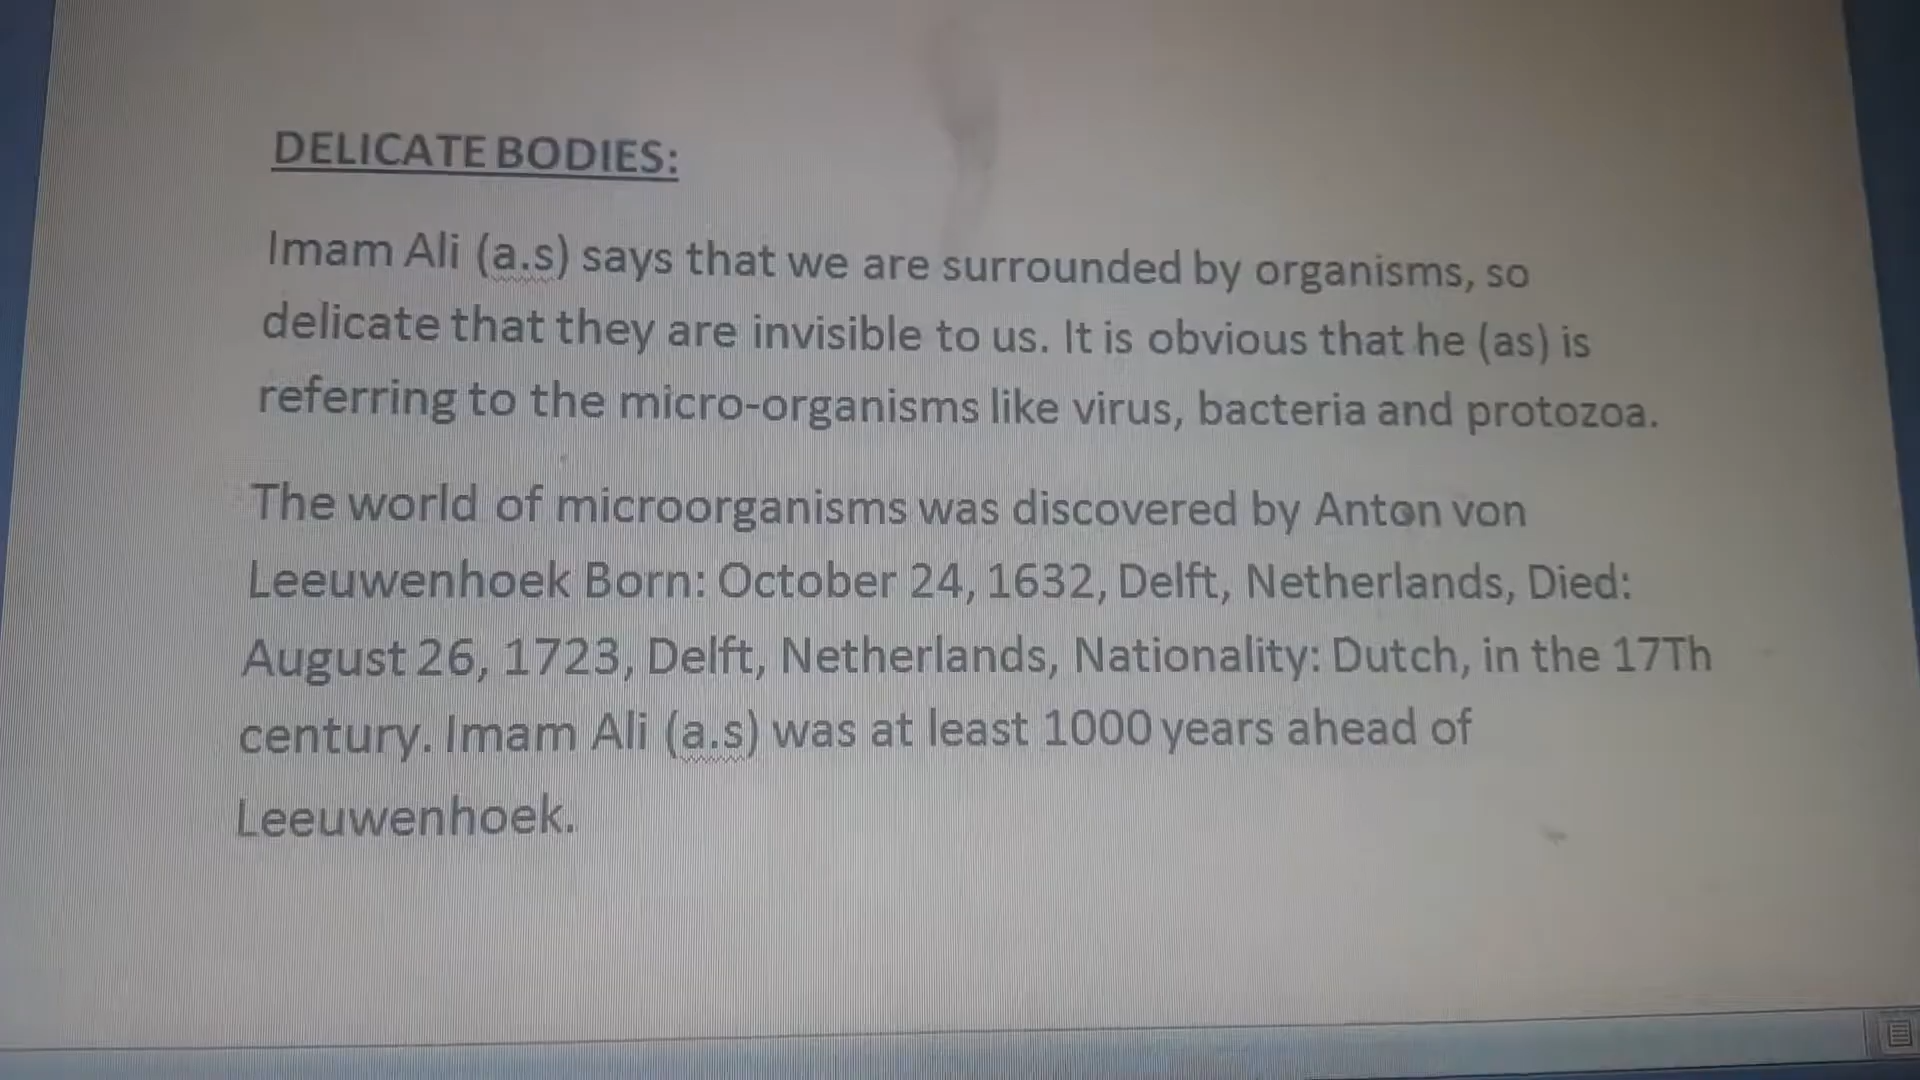 DELICATE BODIES:
Imam Ali (a.s) says that we are surrounded by organisms, so
delicate that they are invisible to us. It is obvious that he (as) is
referring to the micro-organisms like virus, bacteria and protozoa.
The world of microorganisms was discovered by Anton von
Leeuwenhoek Born: October 24, 1632, Delft, Netherlands, Died:
August 26, 1723, Delft, Netherlands, Nationality: Dutch, in the 17Th
century. Imam Ali (a.s) was at least 1000 years ahead of
Leeuwenhoek.